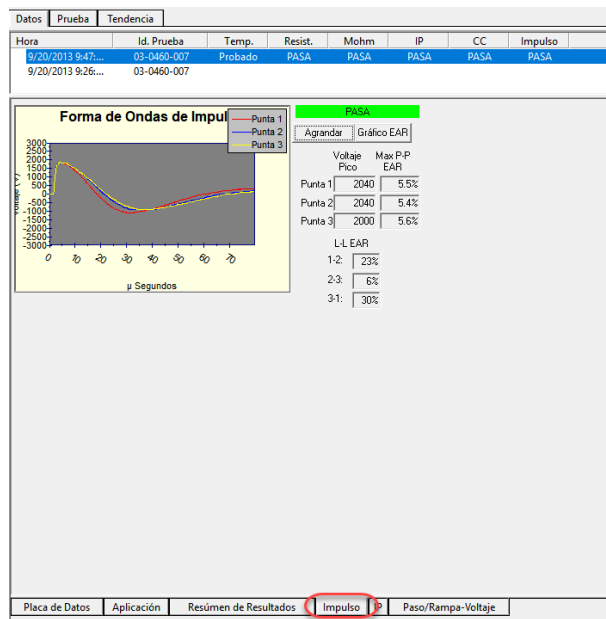 Datos Prueba Tendencia
Hora Id. Prueba Temp. Resist. Mohm IP CC Impulso
9/20/2013 9:47:... 03-0460-007 Probado PASA PASA PASA PASA PASA
9/20/2013 9:26:... 03-0460-007
Forma de Ondas de Impul
Punta 1
Punta 2
Punta 3
3000
2500
2000
1500
1000
500
0
-500
-1000
-1500
-2000
-2500
-3000
0 10 20 30 40 50 60 70
µ Segundos
PASA
Agrandar Gráfico EAR
Voltaje Pico Max P-P EAR
Punta 1 2040 5.5%
Punta 2 2040 5.4%
Punta 3 2000 5.6%
L-L EAR
1-2: 23%
2-3: 6%
3-1: 30%
Placa de Datos Aplicación Resúmen de Resultados Impulso IP Paso/Rampa-Voltaje